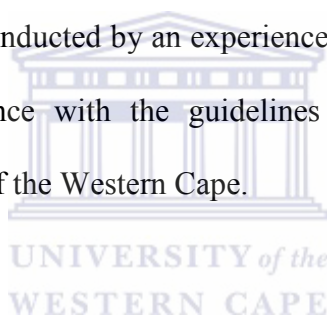 nducted by an experience
nce with the guidelines
f the Western Cape.
UNIVERSITY of the
WESTERN CAPE